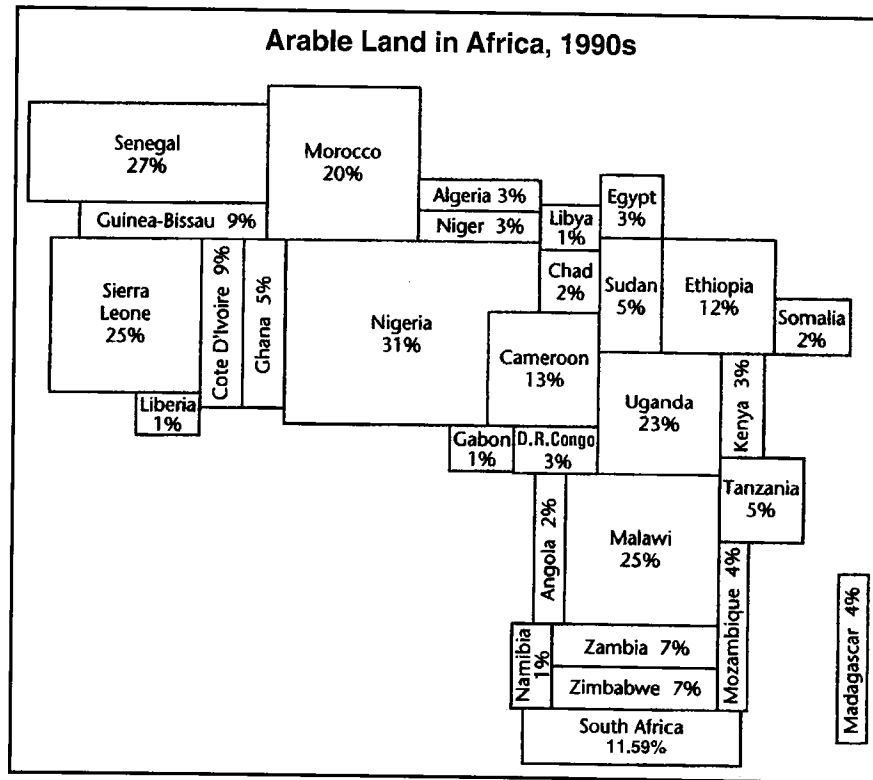 Arable Land in Africa, 1990s
Senegal
27%
Morocco
20%
Algeria 3%
Niger 3%
Libya
1%
Egypt
3%
Guinea-Bissau 9%
Sierra
Leone
25%
Cote D'Ivoire 9%
Ghana 5%
Nigeria
31%
Chad
2%
Sudan
5%
Ethiopia
12%
Somalia
2%
Cameroon
13%
Liberia
1%
Uganda
23%
Kenya 3%
Gabon
1%
D.R.Congo
3%
Tanzania
5%
Angola 2%
Malawi
25%
Mozambique 4%
Madagascar 4%
Namibia
1%
Zambia 7%
Zimbabwe 7%
South Africa
11.59%